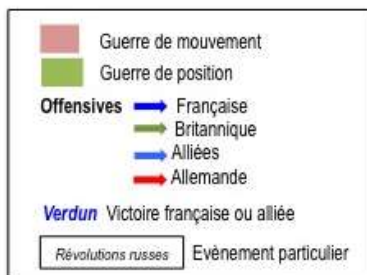 Guerre de mouvement
Guerre de position
Offensives Française
Britannique
Alliées
Allemande
Verdun Victoire française ou alliée
Révolutions russes Evènement particulier